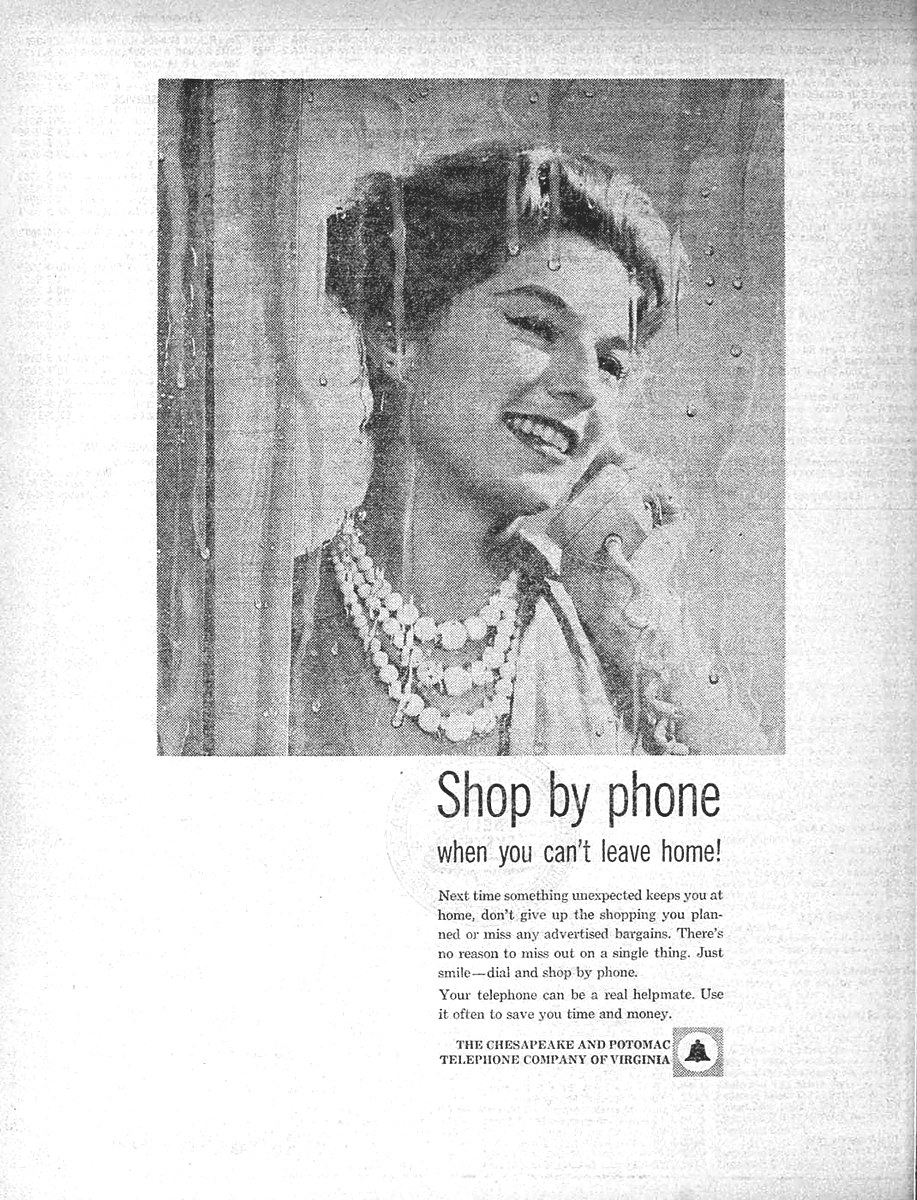 Shop by phone
when you can't leave home!
Next time something unexpected keeps you at
home, don't give up the shopping you plan-
ned or miss any advertised bargains. There's
no reason to miss out on a single thing. Just
smile—dial and shop by phone.
Your telephone can be a real helpmate. Use
it often to save you time and money.
THE CHESAPEAKE AND POTOMAC
TELEPHONE COMPANY OF VIRGINIA